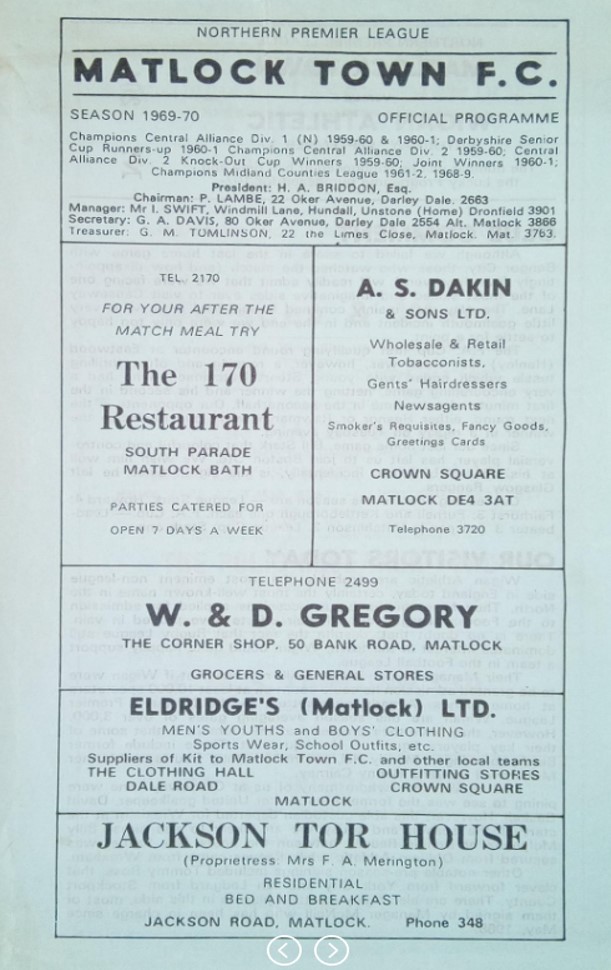 NORTHERN PREMIER LEAGUE
MATLOCK TOWN F.C.
SEASON 1969-70 OFFICIAL PROGRAMME
Champions Central Alliance Div. 1 (N) 1959-60 & 1960-1; Derbyshire Senior
Cup Runners-up 1960-1 Champions Central Alliance Div. 2 1959-60; Central
Alliance Div. 2 Knock-Out Cup Winners 1959-60; Joint Winners 1960-1;
Champions Midland Counties League 1961-2, 1968-9.
President: H. A. BRIDDON, Esq.
Chairman: P. LAMBE, 22 Oker Avenue, Darley Dale. 2663
Manager: Mr I. SWIFT, Windmill Lane, Hundall, Unstone (Home) Dronfield 3901
Secretary: G. A. DAVIS, 80 Oker Avenue, Darley Dale 2554 Alt. Matlock 3866
Treasurer: G. M. TOMLINSON, 22 the Limes Close, Matlock. Mat. 3763.
TEL. 2170
FOR YOUR AFTER THE
MATCH MEAL TRY
The 170
Restaurant
SOUTH PARADE
MATLOCK BATH
PARTIES CATERED FOR
OPEN 7 DAYS A WEEK
A. S. DAKIN
& SONS LTD.
Wholesale & Retail
Tobacconists,
Gents' Hairdressers
Newsagents
Smoker's Requisites, Fancy Goods,
Greetings Cards
CROWN SQUARE
MATLOCK DE4 3AT
Telephone 3720
TELEPHONE 2499
W. & D. GREGORY
THE CORNER SHOP, 50 BANK ROAD, MATLOCK
GROCERS & GENERAL STORES
ELDRIDGE'S (Matlock) LTD.
MEN'S YOUTHS and BOYS' CLOTHING
Sports Wear, School Outfits, etc.
Suppliers of Kit to Matlock Town F.C. and other local teams
THE CLOTHING HALL OUTFITTING STORES
DALE ROAD CROWN SQUARE
MATLOCK
JACKSON TOR HOUSE
(Proprietress: Mrs F. A. Merington)
RESIDENTIAL
BED AND BREAKFAST
JACKSON ROAD, MATLOCK. Phone 348